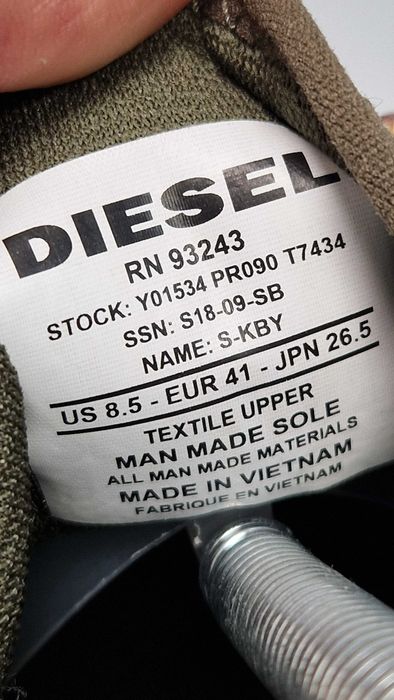 DIESEL
RN 93243
STOCK: Y01534 PR090 T7434
SSN: S18-09-SB
NAME: S-KBY
US 8.5 - EUR 41 - JPN 26.5
TEXTILE UPPER
MAN MADE SOLE
ALL MAN MADE MATERIALS
MADE IN VIETNAM
FABRIQUE EN VIETNAM